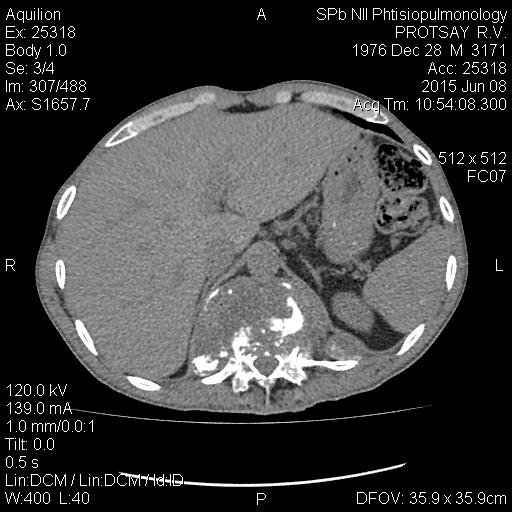 Aquilion
Ex: 25318
Body 1.0
Se: 3/4
Im: 307/488
Ax: S1657.7
A
SPb NII Phtisiopulmonology
PROTSAY R.V.
1976 Dec 28 M 3171
Acc: 25318
2015 Jun 08
Acq Tm: 10:54:08.300
512 x 512
FC07
R
L
120.0 kV
139.0 mA
1.0 mm/0.0:1
Tilt: 0.0
0.5 s
Lin:DCM / Lin:DCM / Id:ID
W:400 L:40
P
DFOV: 35.9 x 35.9cm